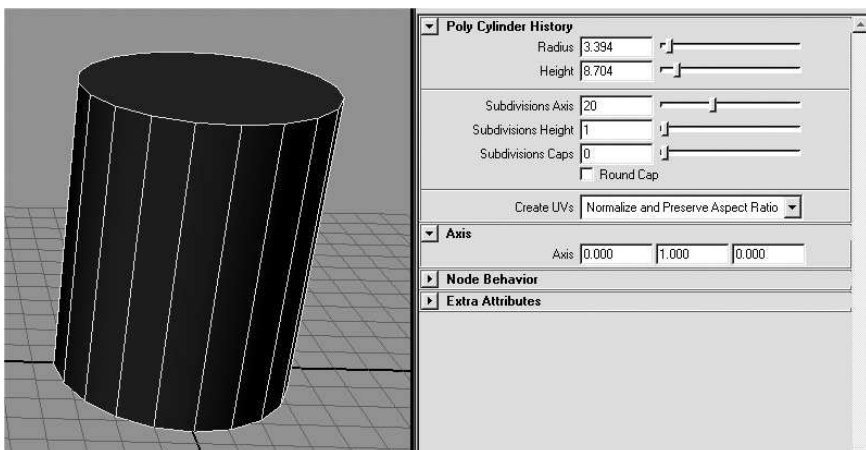 Poly Cylinder History
Radius 3.394
Height 8.704
Subdivisions Axis 20
Subdivisions Height 1
Subdivisions Caps 0
Round Cap
Create UVs Normalize and Preserve Aspect Ratio
Axis
Axis 0.000 1.000 0.000
Node Behavior
Extra Attributes